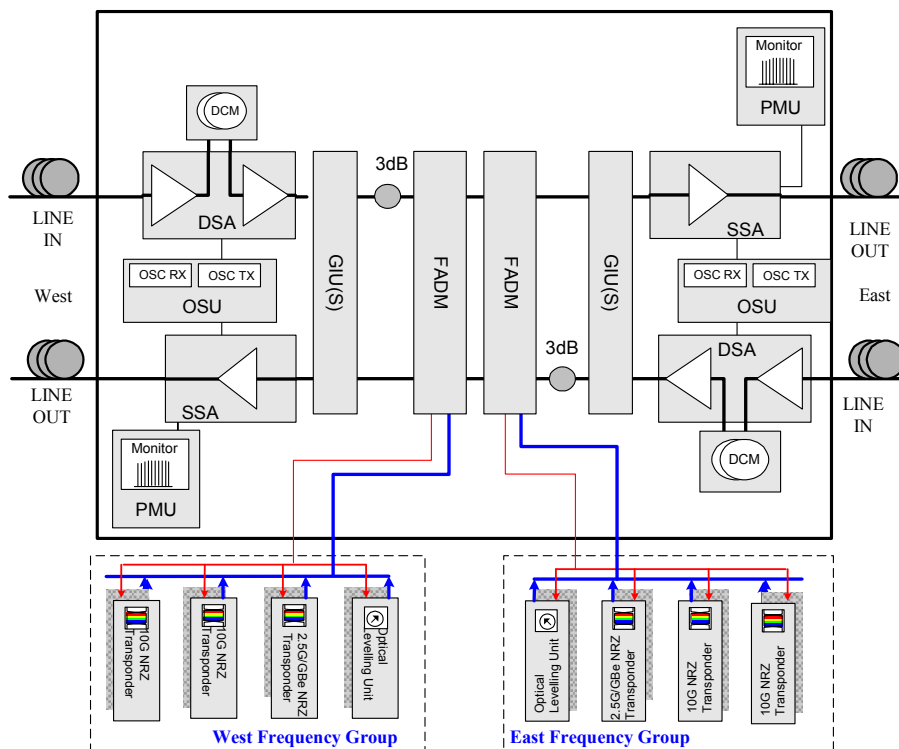 Monitor
PMU
DCM
3dB
LINE
IN
DSA
SSA
LINE
OUT
OSC RX
OSC TX
OSU
GIU(S)
FADM
FADM
GIU(S)
OSC RX
OSC TX
OSU
West
East
3dB
DSA
LINE
OUT
SSA
LINE
IN
Monitor
PMU
DCM
10G NRZ
Transponder
10G NRZ
Transponder
2.5G/GBe NRZ
Transponder
Optical
Levelling Unit
Optical
Levelling Unit
2.5G/GBe NRZ
Transponder
10G NRZ
Transponder
10G NRZ
Transponder
West Frequency Group
East Frequency Group